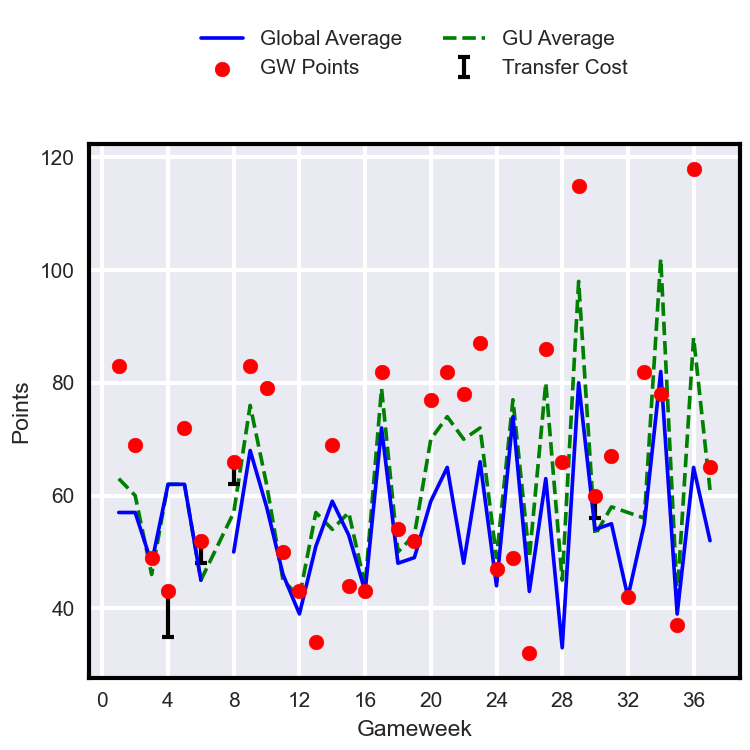 Global Average
GU Average
GW Points
Transfer Cost
120
100
80
60
40
Points
0 4 8 12 16 20 24 28 32 36
Gameweek